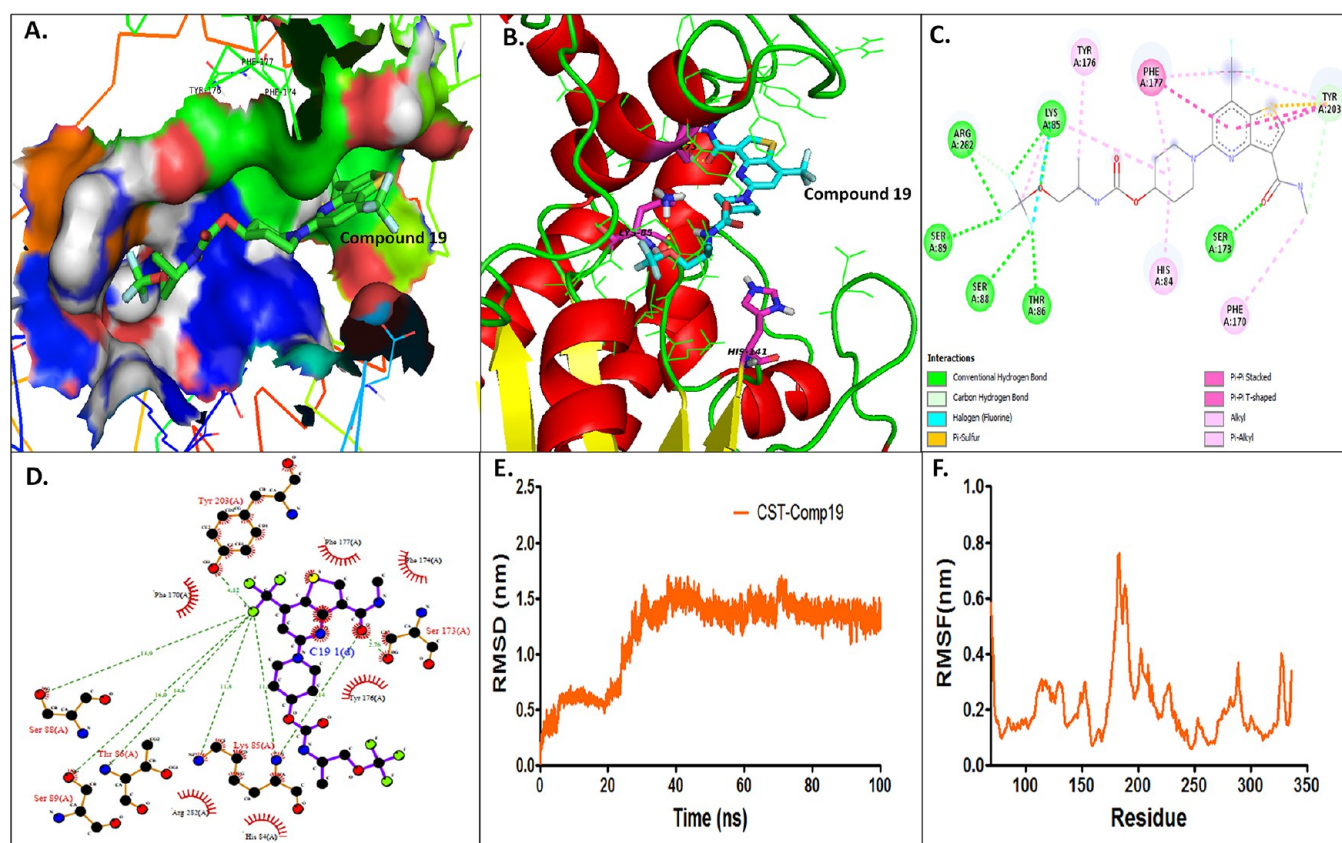 A.
PHE-177
TYR-176
PHE-174
Compound 19
B.
Compound 19
LYS-85
HIS-141
C.
TYR
A:176
PHE
A:177
TYR
A:203
LYS
A:85
ARG
A:282
SER
A:89
SER
A:88
THR
A:86
HIS
A:84
SER
A:173
PHE
A:170
Interactions
Conventional Hydrogen Bond
Carbon Hydrogen Bond
Halogen (Fluorine)
Pi-Sulfur
Pi-Pi Stacked
Pi-Pi T-shaped
Alkyl
Pi-Alkyl
D.
Tyr 203(A)
Phe 177(A)
Phe 174(A)
Phe 170(A)
Ser 173(A)
C19 1(d)
Tyr 176(A)
Ser 88(A)
Thr 86(A)
Lys 85(A)
Ser 89(A)
Arg 282(A)
His 84(A)
E.
RMSD (nm)
2.5
2.0
1.5
1.0
0.5
0.0
0 20 40 60 80 100
Time (ns)
CST-Comp19
F.
RMSF(nm)
1.0
0.8
0.6
0.4
0.2
0.0
100 150 200 250 300 350
Residue